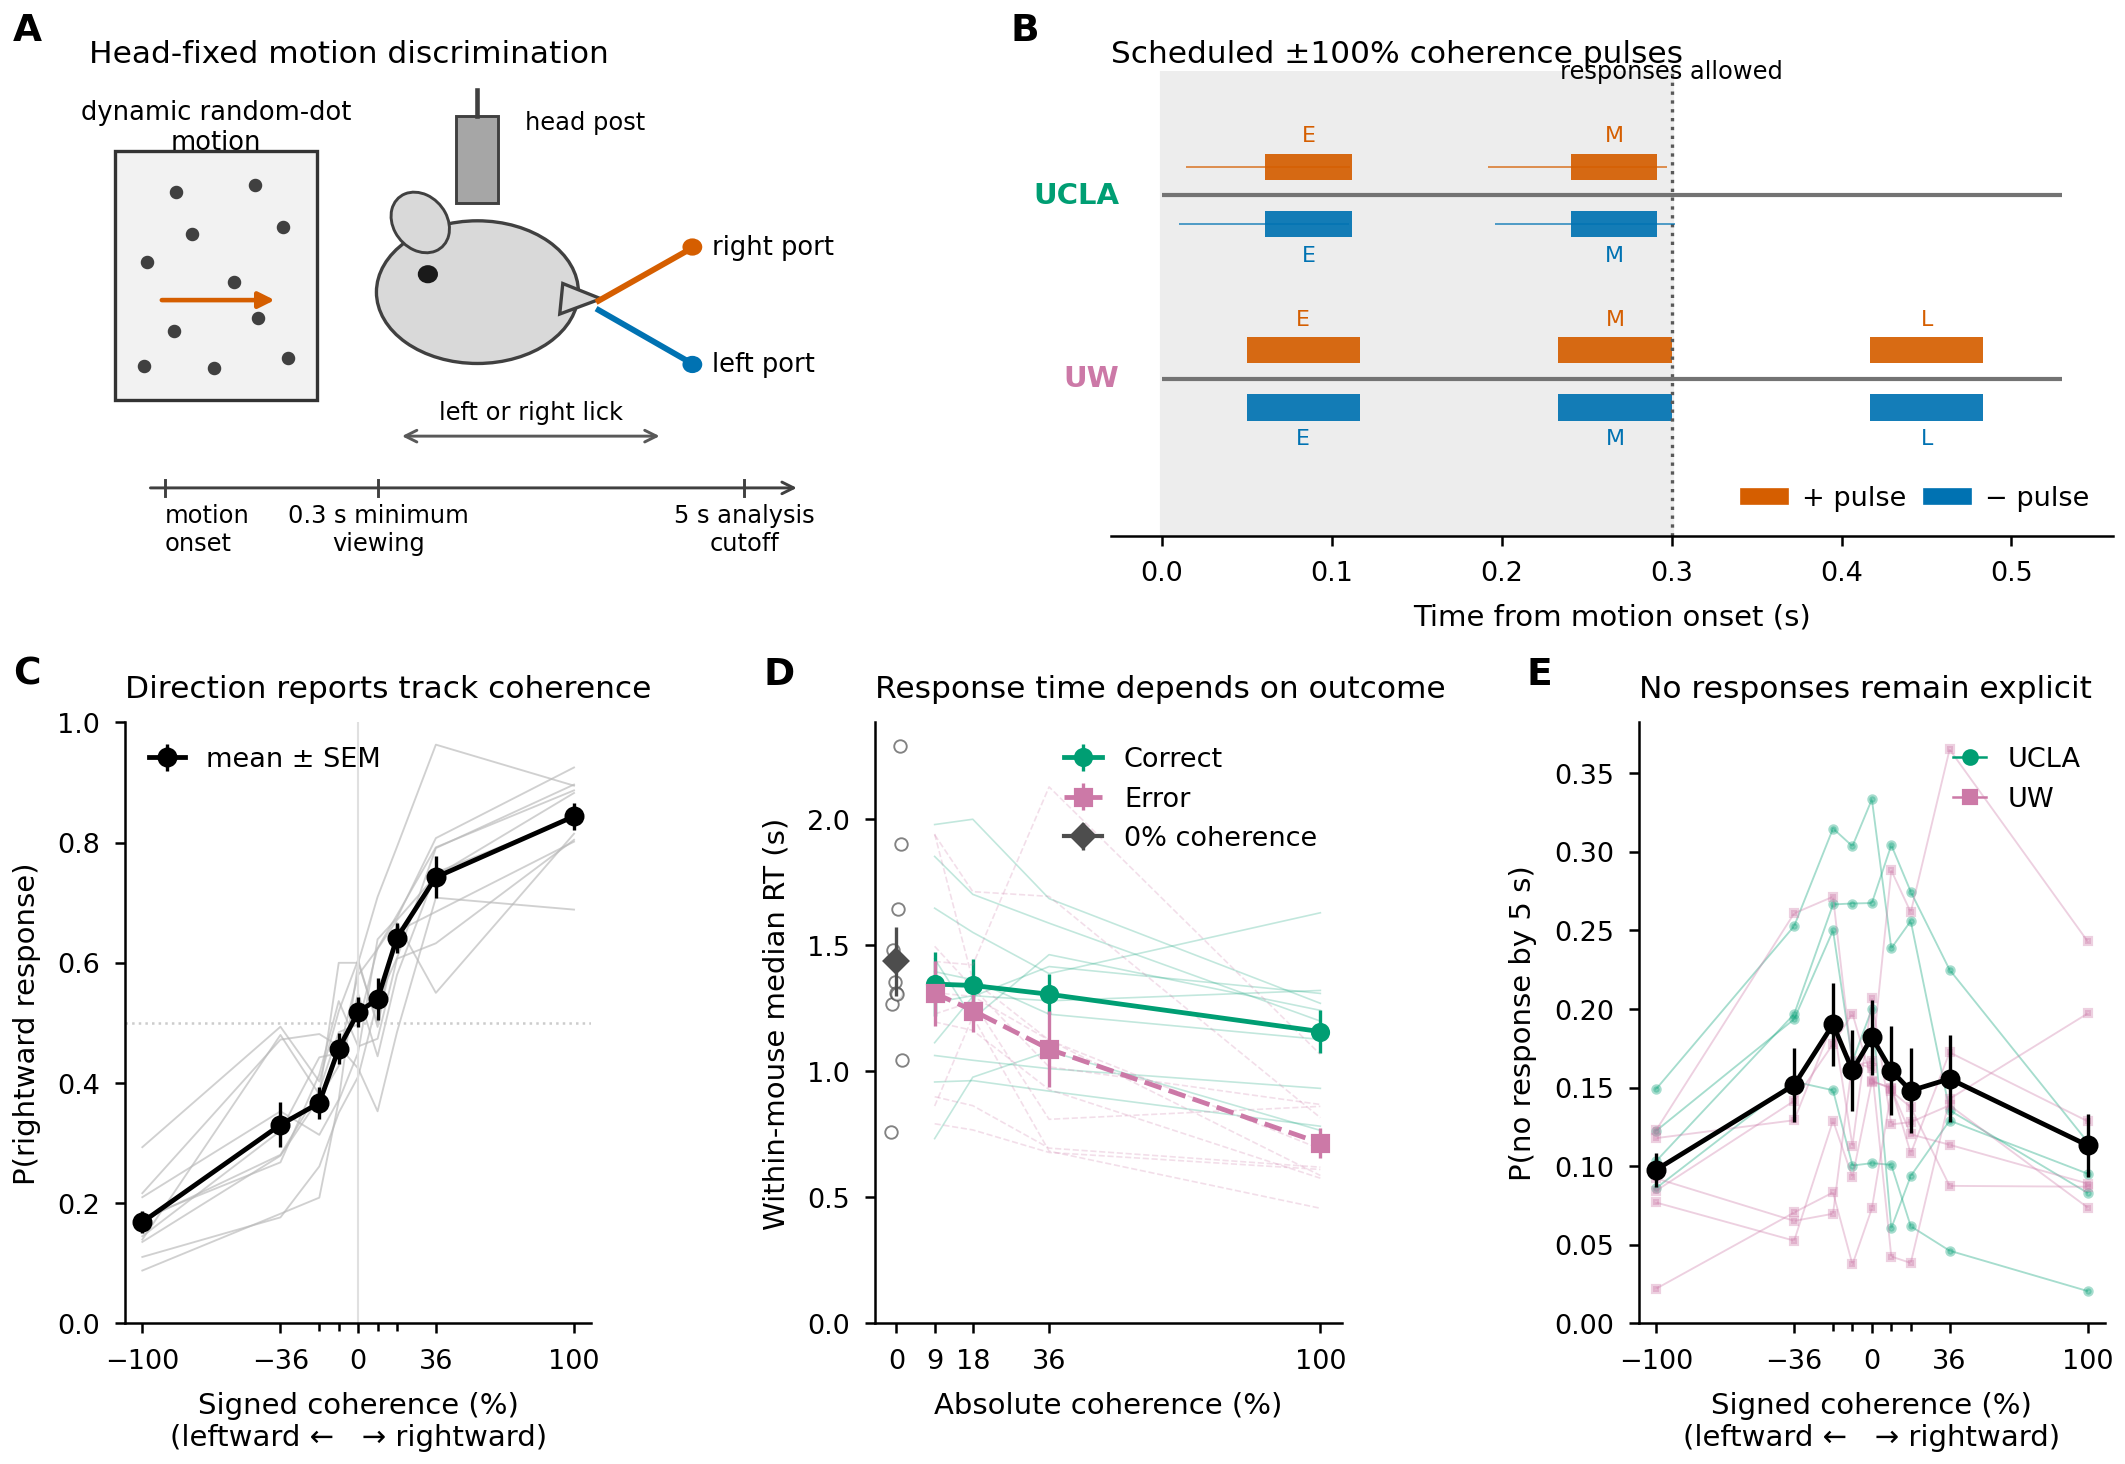 A
Head-fixed motion discrimination
dynamic random-dot
motion
head post
right port
left port
left or right lick
motion
onset
0.3 s minimum
viewing
5 s analysis
cutoff
B
Scheduled ±100% coherence pulses
responses allowed
E M
UCLA
E M
E M L
UW
E M L
+ pulse − pulse
0.0 0.1 0.2 0.3 0.4 0.5
Time from motion onset (s)
C
Direction reports track coherence
mean ± SEM
P(rightward response)
1.0
0.8
0.6
0.4
0.2
0.0
−100 −36 0 36 100
Signed coherence (%)
(leftward ← → rightward)
D
Response time depends on outcome
Correct
Error
0% coherence
Within-mouse median RT (s)
2.0
1.5
1.0
0.5
0.0
0 9 18 36 100
Absolute coherence (%)
E
No responses remain explicit
UCLA
UW
P(no response by 5 s)
0.35
0.30
0.25
0.20
0.15
0.10
0.05
0.00
−100 −36 0 36 100
Signed coherence (%)
(leftward ← → rightward)